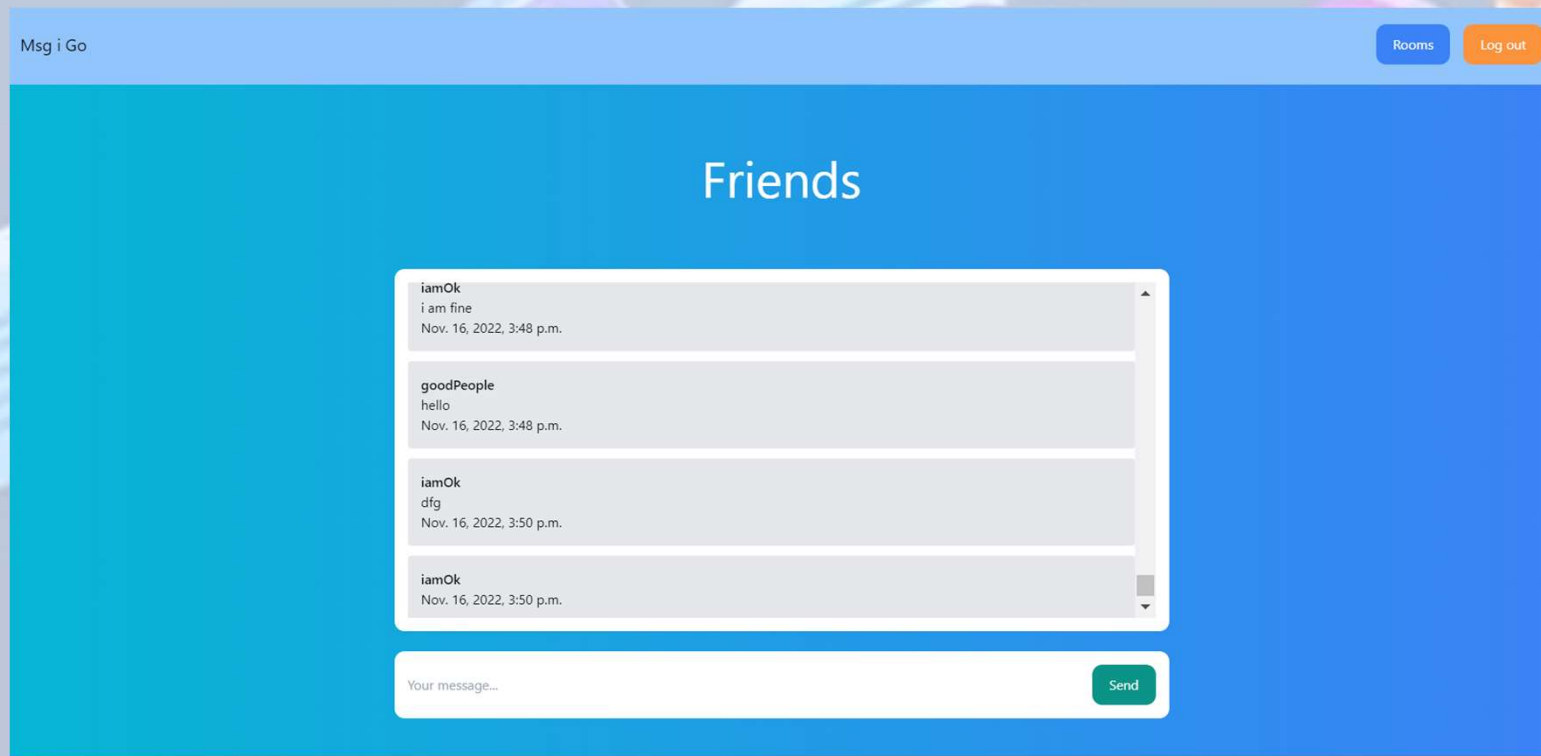 Msg i Go
Rooms
Log out
Friends
iamOk
i am fine
Nov. 16, 2022, 3:48 p.m.
goodPeople
hello
Nov. 16, 2022, 3:48 p.m.
iamOk
dfg
Nov. 16, 2022, 3:50 p.m.
iamOk
Nov. 16, 2022, 3:50 p.m.
Your message...
Send